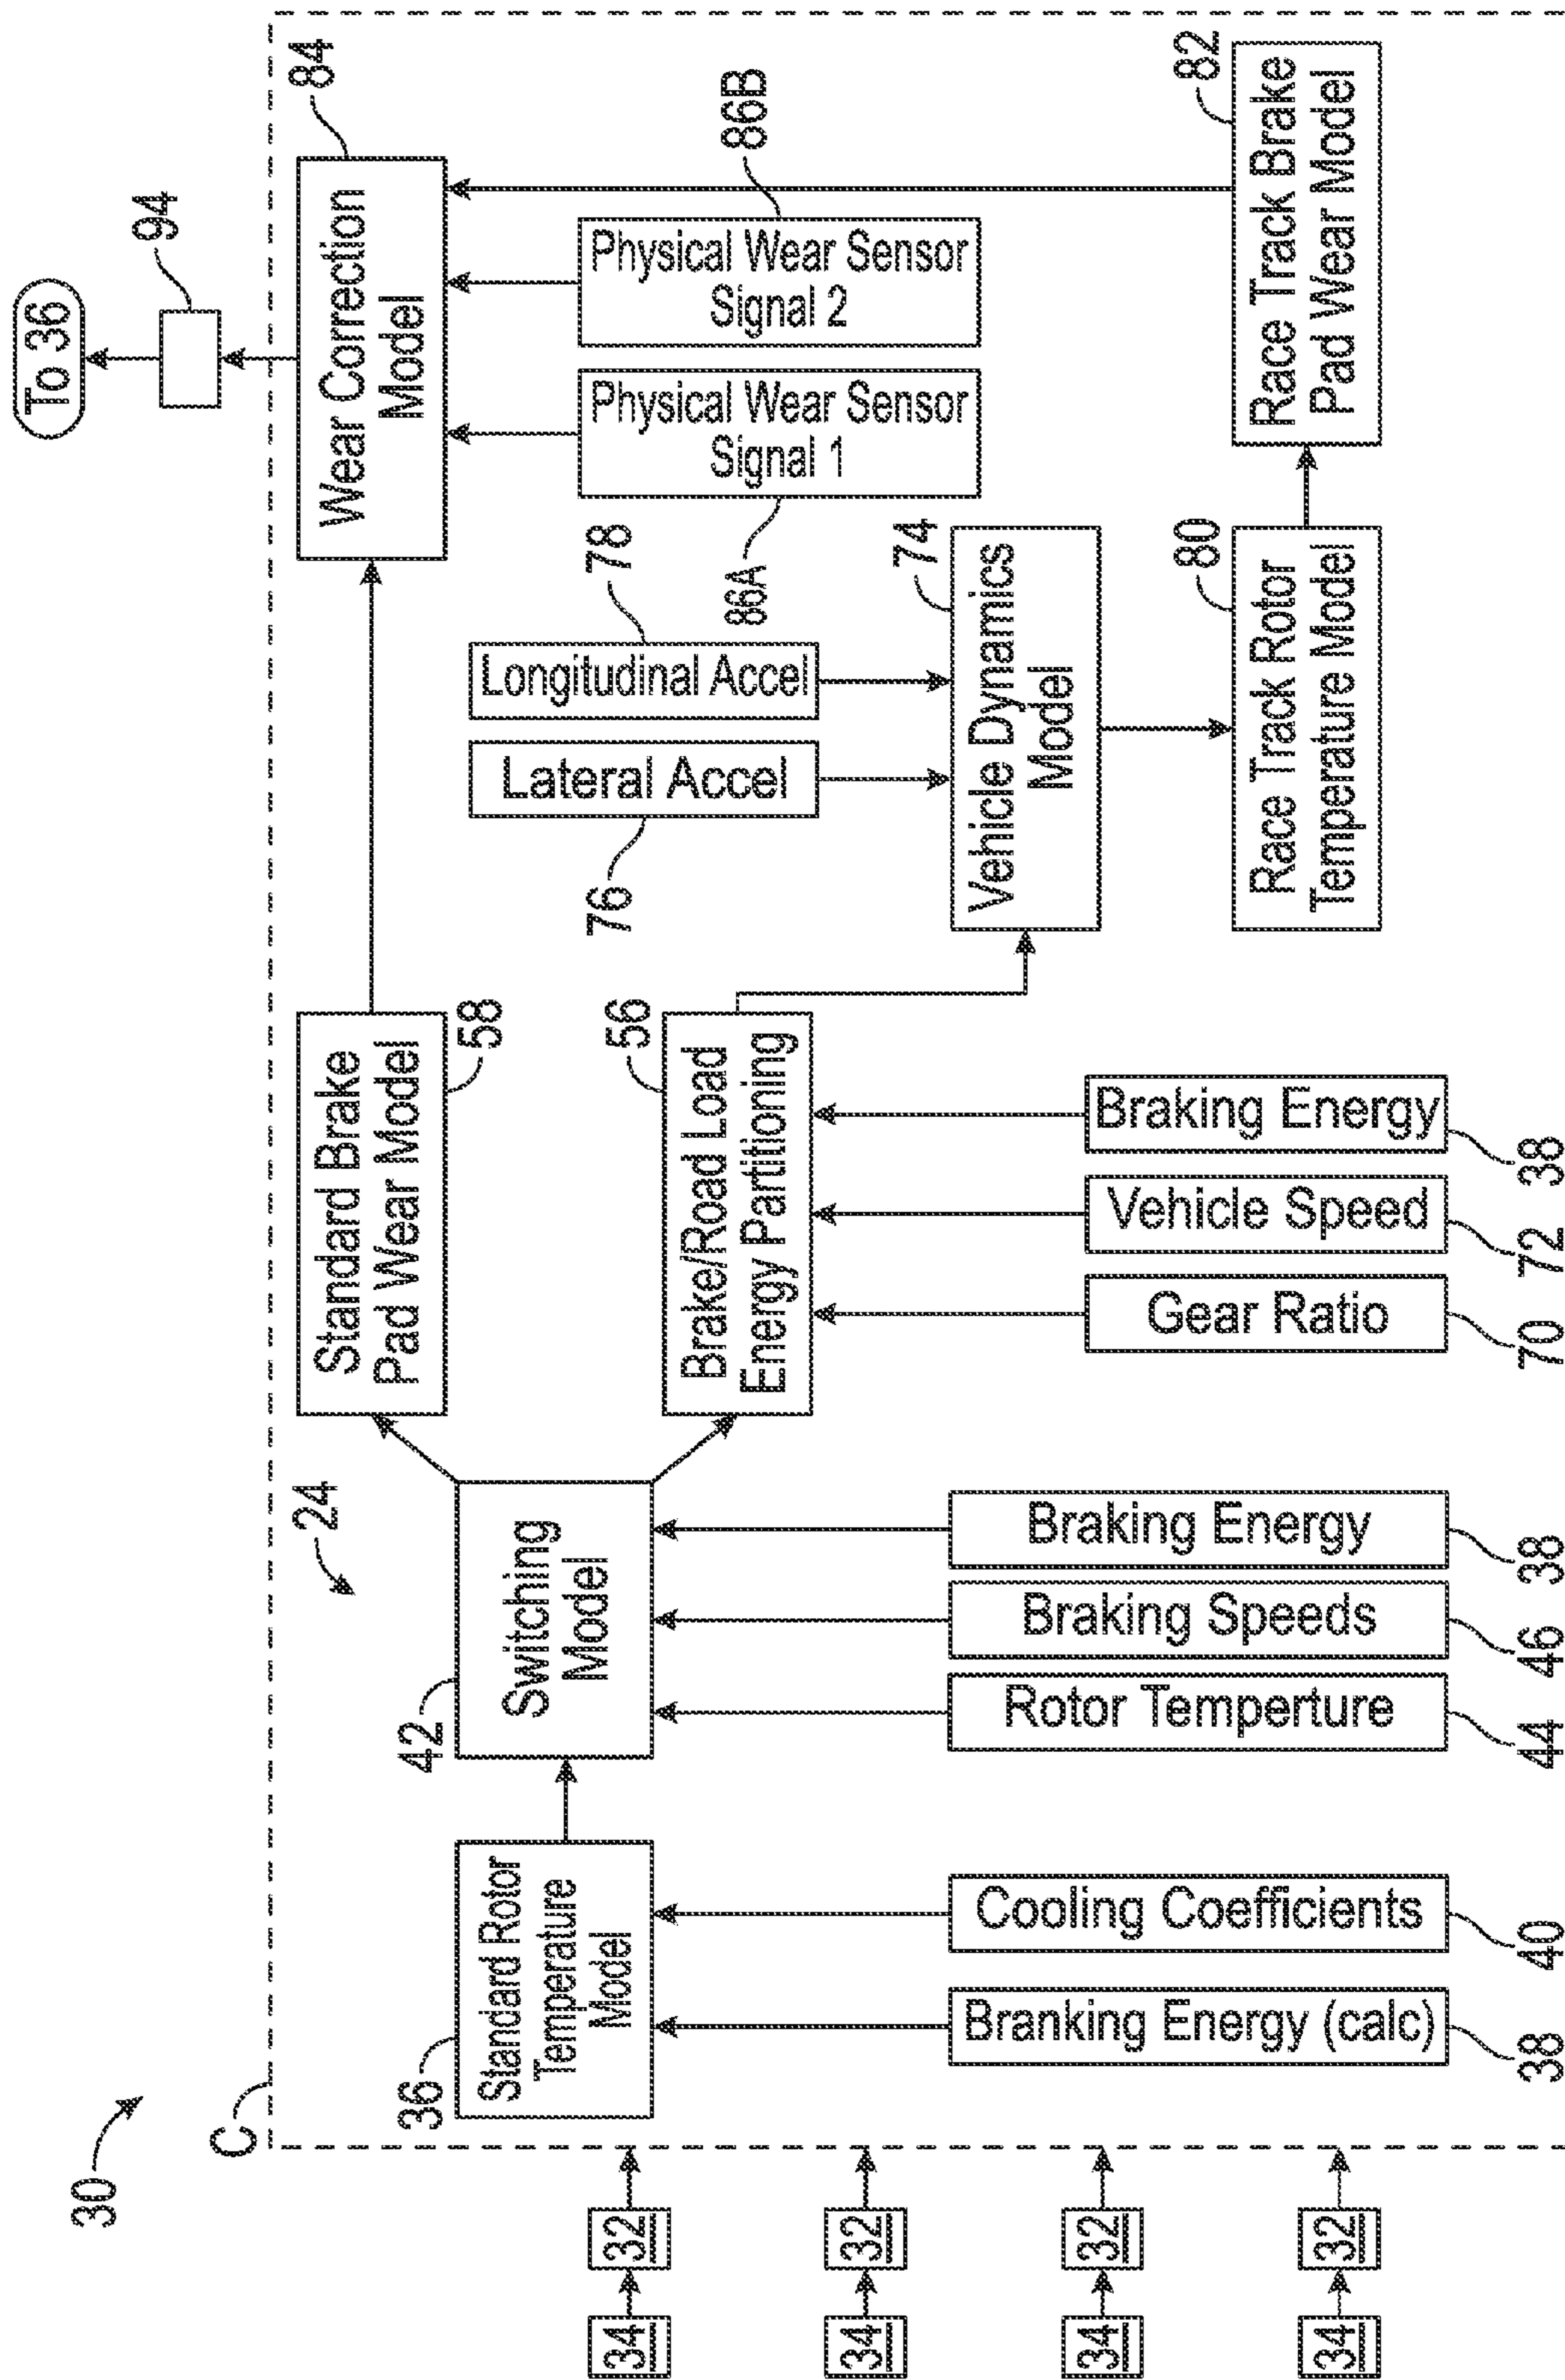 30
C
24
To 36
94
84
Wear Correction
Model
86B
Physical Wear Sensor
Signal 2
Physical Wear Sensor
Signal 1
86A
82
Race Track Brake
Pad Wear Model
80
Race Track Rotor
Temperature Model
74
Vehicle Dynamics
Model
78
Longitudinal Accel
Lateral Accel
76
Standard Brake
Pad Wear Model
58
56
Brake/Road Load
Energy Partitioning
Braking Energy
38
Vehicle Speed
72
Gear Ratio
70
42
Switching
Model
Braking Energy
38
Braking Speeds
46
Rotor Temperture
44
36
Standard Rotor
Temperature
Model
Cooling Coefficients
40
Branking Energy (calc)
38
34
32
34
32
34
32
34
32